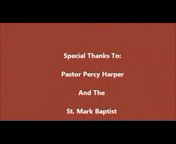 Special Thanks To:
Pastor Percy Harper
And The
St. Mark Baptist